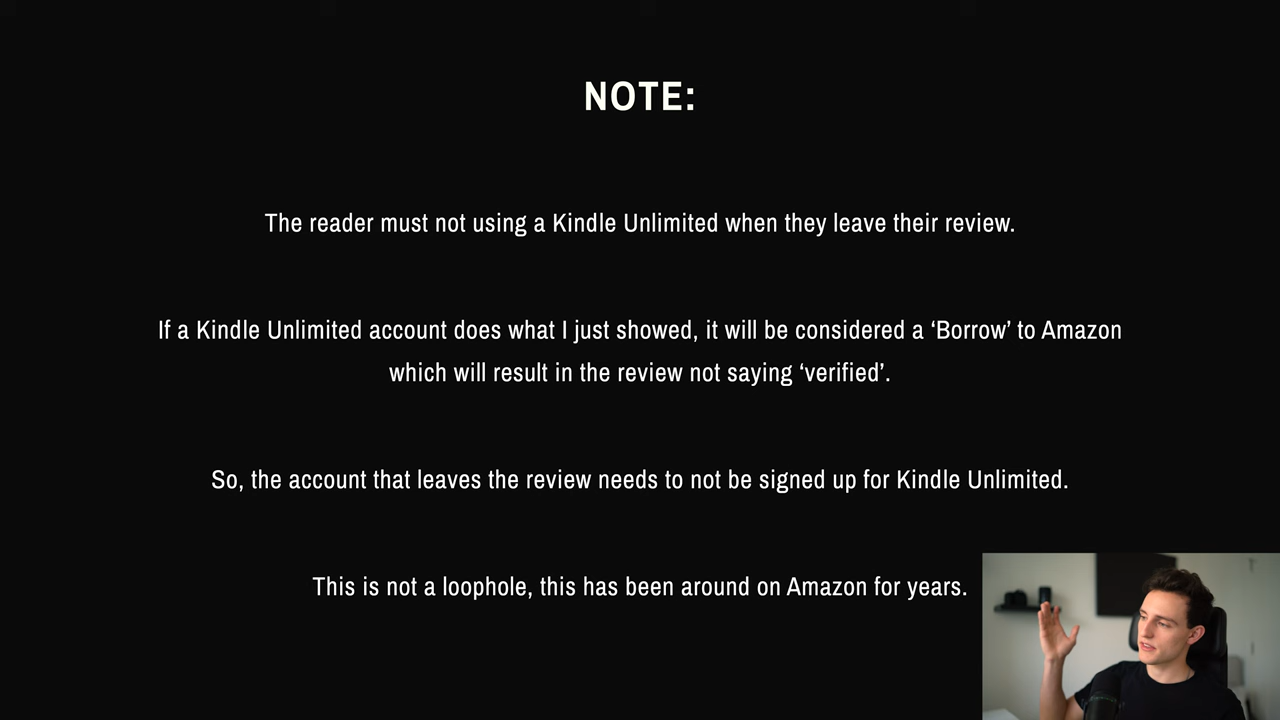 NOTE:
The reader must not using a Kindle Unlimited when they leave their review.
If a Kindle Unlimited account does what I just showed, it will be considered a ‘Borrow’ to Amazon
which will result in the review not saying ‘verified’.
So, the account that leaves the review needs to not be signed up for Kindle Unlimited.
This is not a loophole, this has been around on Amazon for years.